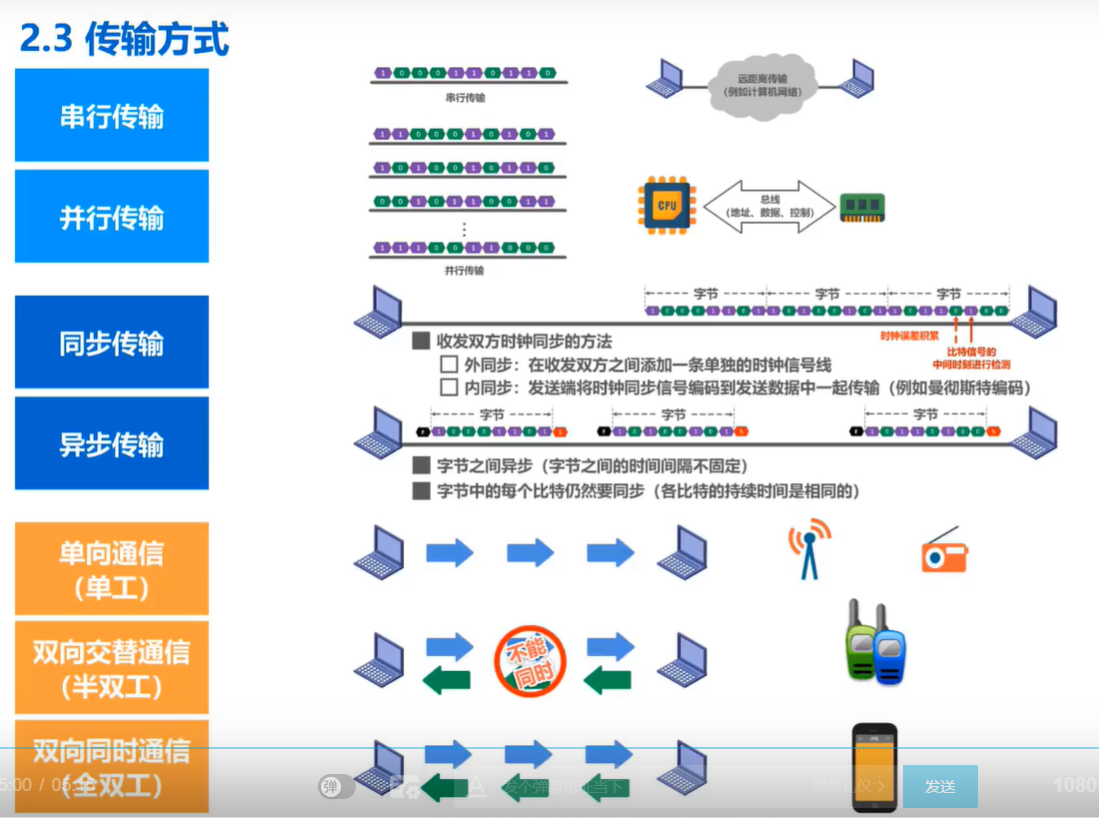 2.3 传输方式
串行传输
1 0 0 0 1 1 0 1 1 0
串行传输
远距离传输
(例如计算机网络)
并行传输
1 1 0 0 0 1 0 1 0 1
1 0 1 0 0 1 0 1 1 0
0 0 1 0 1 1 0 0 1 1
⋮
1 1 1 0 0 1 1 0 0 0
并行传输
CPU
总线
(地址、数据、控制)
同步传输
字节 字节 字节
时钟误差积累
比特信号的
中间时刻进行检测
收发双方时钟同步的方法
外同步：在收发双方之间添加一条单独的时钟信号线
内同步：发送端将时钟同步信号编码到发送数据中一起传输（例如曼彻斯特编码）
异步传输
字节 字节 字节
字节之间异步（字节之间的时间间隔不固定）
字节中的每个比特仍然要同步（各比特的持续时间是相同的）
单向通信
（单工）
双向交替通信
（半双工）
不能
同时
双向同时通信
（全双工）
弹
发送
1080